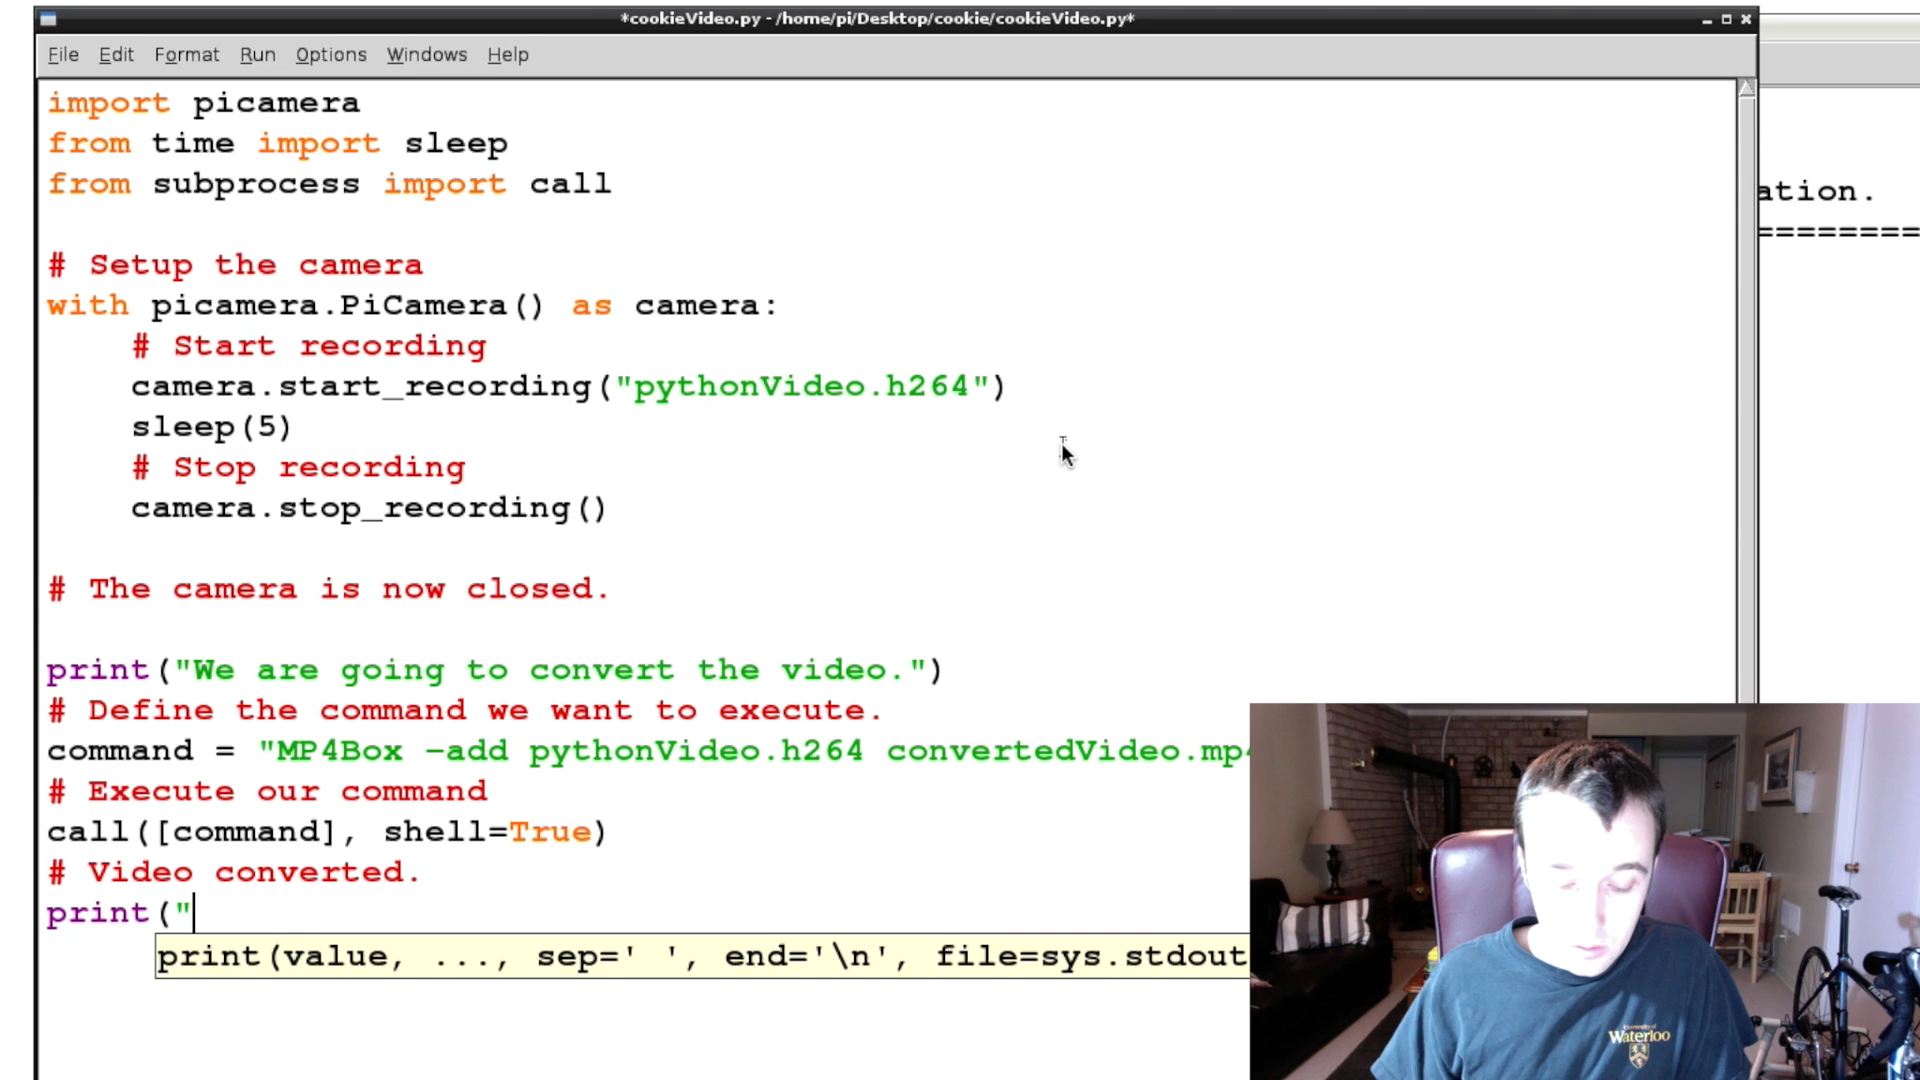 *cookieVideo.py - /home/pi/Desktop/cookie/cookieVideo.py*
File Edit Format Run Options Windows Help
import picamera
from time import sleep
from subprocess import call
ation.
========
# Setup the camera
with picamera.PiCamera() as camera:
# Start recording
camera.start_recording("pythonVideo.h264")
sleep(5)
# Stop recording
camera.stop_recording()
# The camera is now closed.
print("We are going to convert the video.")
# Define the command we want to execute.
command = "MP4Box -add pythonVideo.h264 convertedVideo.mp4
# Execute our command
call([command], shell=True)
# Video converted.
print("
print(value, ..., sep=' ', end='\n', file=sys.stdout
University of
Waterloo